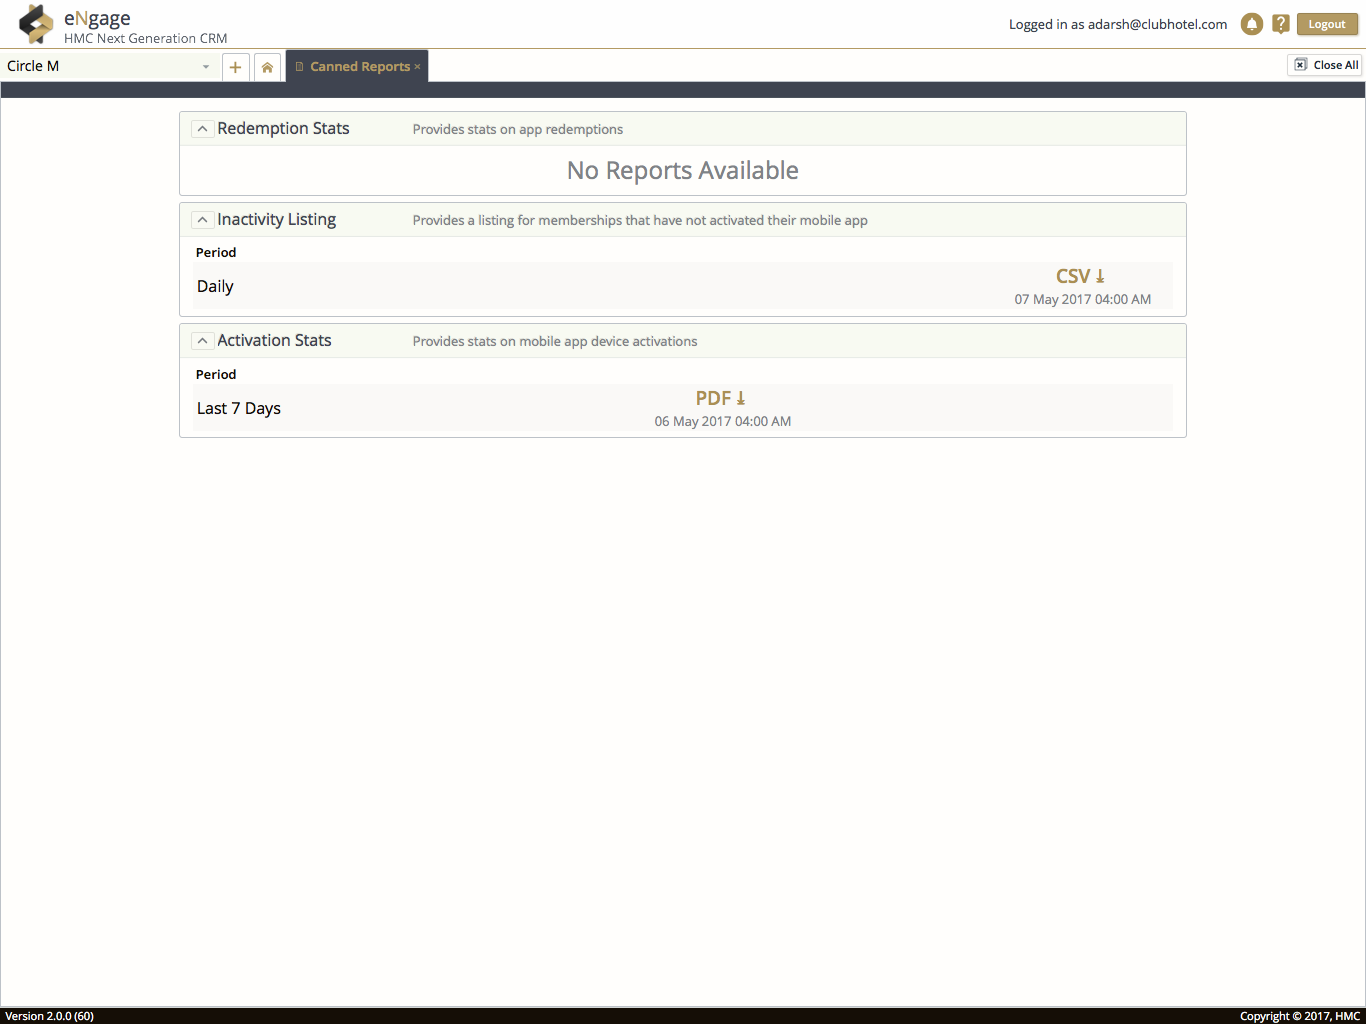 eNgage
HMC Next Generation CRM
Logged in as adarsh@clubhotel.com
?
Logout
Circle M
+
Canned Reports ×
Close All
Redemption Stats Provides stats on app redemptions
No Reports Available
Inactivity Listing Provides a listing for memberships that have not activated their mobile app
Period
Daily
CSV
07 May 2017 04:00 AM
Activation Stats Provides stats on mobile app device activations
Period
Last 7 Days
PDF
06 May 2017 04:00 AM
Version 2.0.0 (60)
Copyright © 2017, HMC